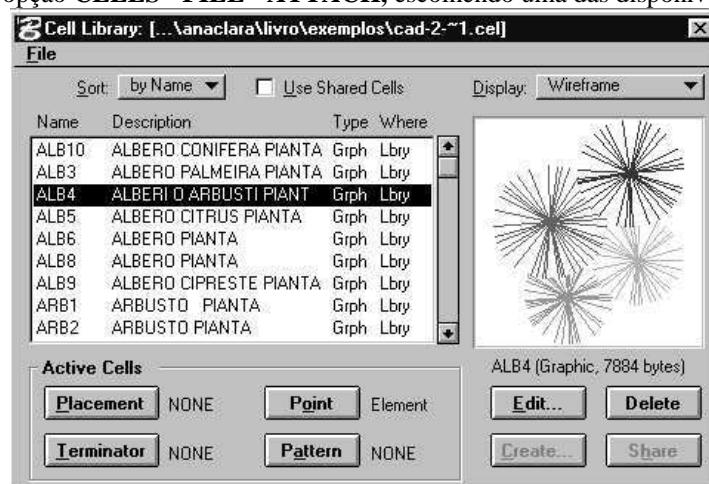 opção CELLS - FILE - ATTACH, escolhendo uma das disponív
Cell Library: [...\anaclara\livro\exemplos\cad-2-~1.cel]
File
Sort: by Name Use Shared Cells Display: Wireframe
Name Description Type Where
ALB10 ALBERO CONIFERA PIANTA Grph Lbry
ALB3 ALBERO PALMEIRA PIANTA Grph Lbry
ALB4 ALBERI O ARBUSTI PIANT Grph Lbry
ALB5 ALBERO CITRUS PIANTA Grph Lbry
ALB6 ALBERO PIANTA Grph Lbry
ALB8 ALBERO PIANTA Grph Lbry
ALB9 ALBERO CIPRESTE PIANTA Grph Lbry
ARB1 ARBUSTO PIANTA Grph Lbry
ARB2 ARBUSTO PIANTA Grph Lbry
ALB4 (Graphic, 7884 bytes)
Active Cells
Placement NONE Point Element Edit... Delete
Terminator NONE Pattern NONE Create... Share